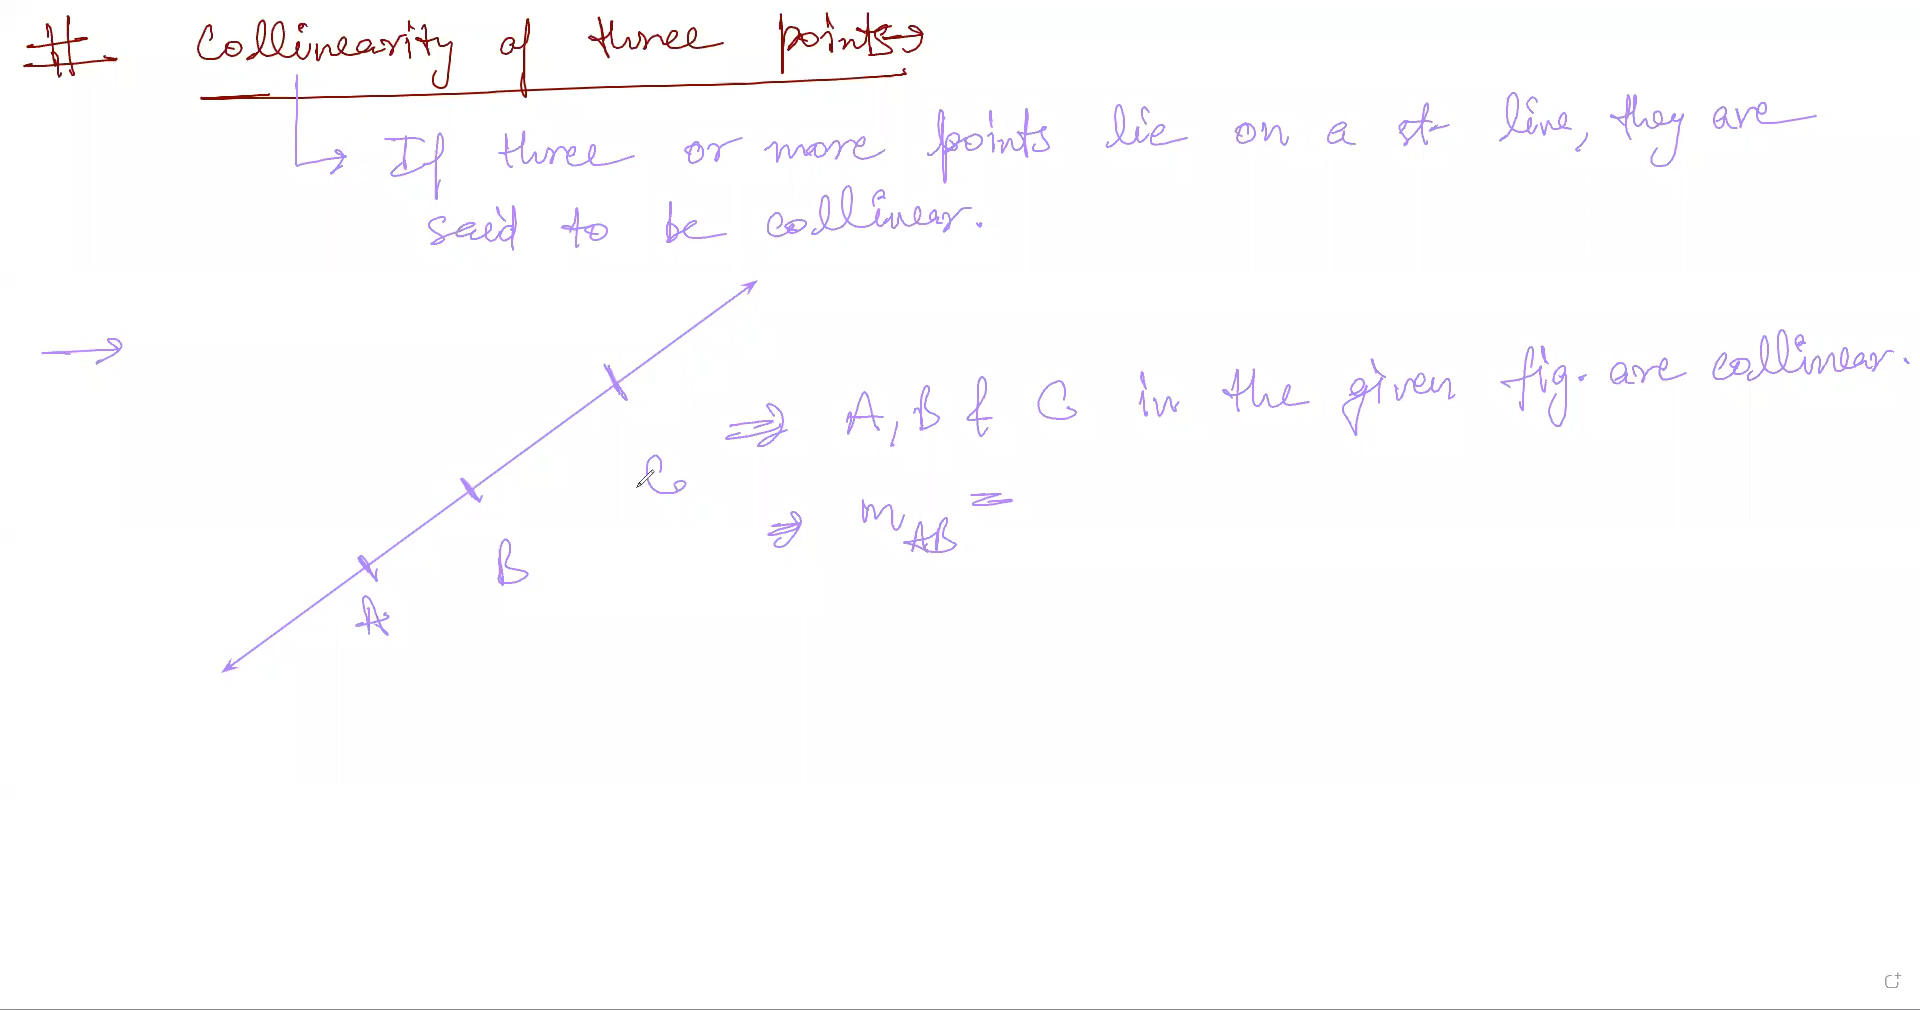 # Collinearity of three points →
↳ If three or more points lie on a st line, they are
said to be collinear.
→
⇒ A, B & C in the given fig. are collinear.
C
⇒ m_AB =
B
A